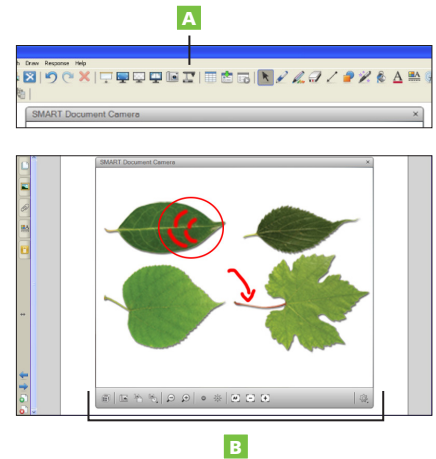 A
h Draw Response Help
SMART Document Camera
SMART Document Camera
B